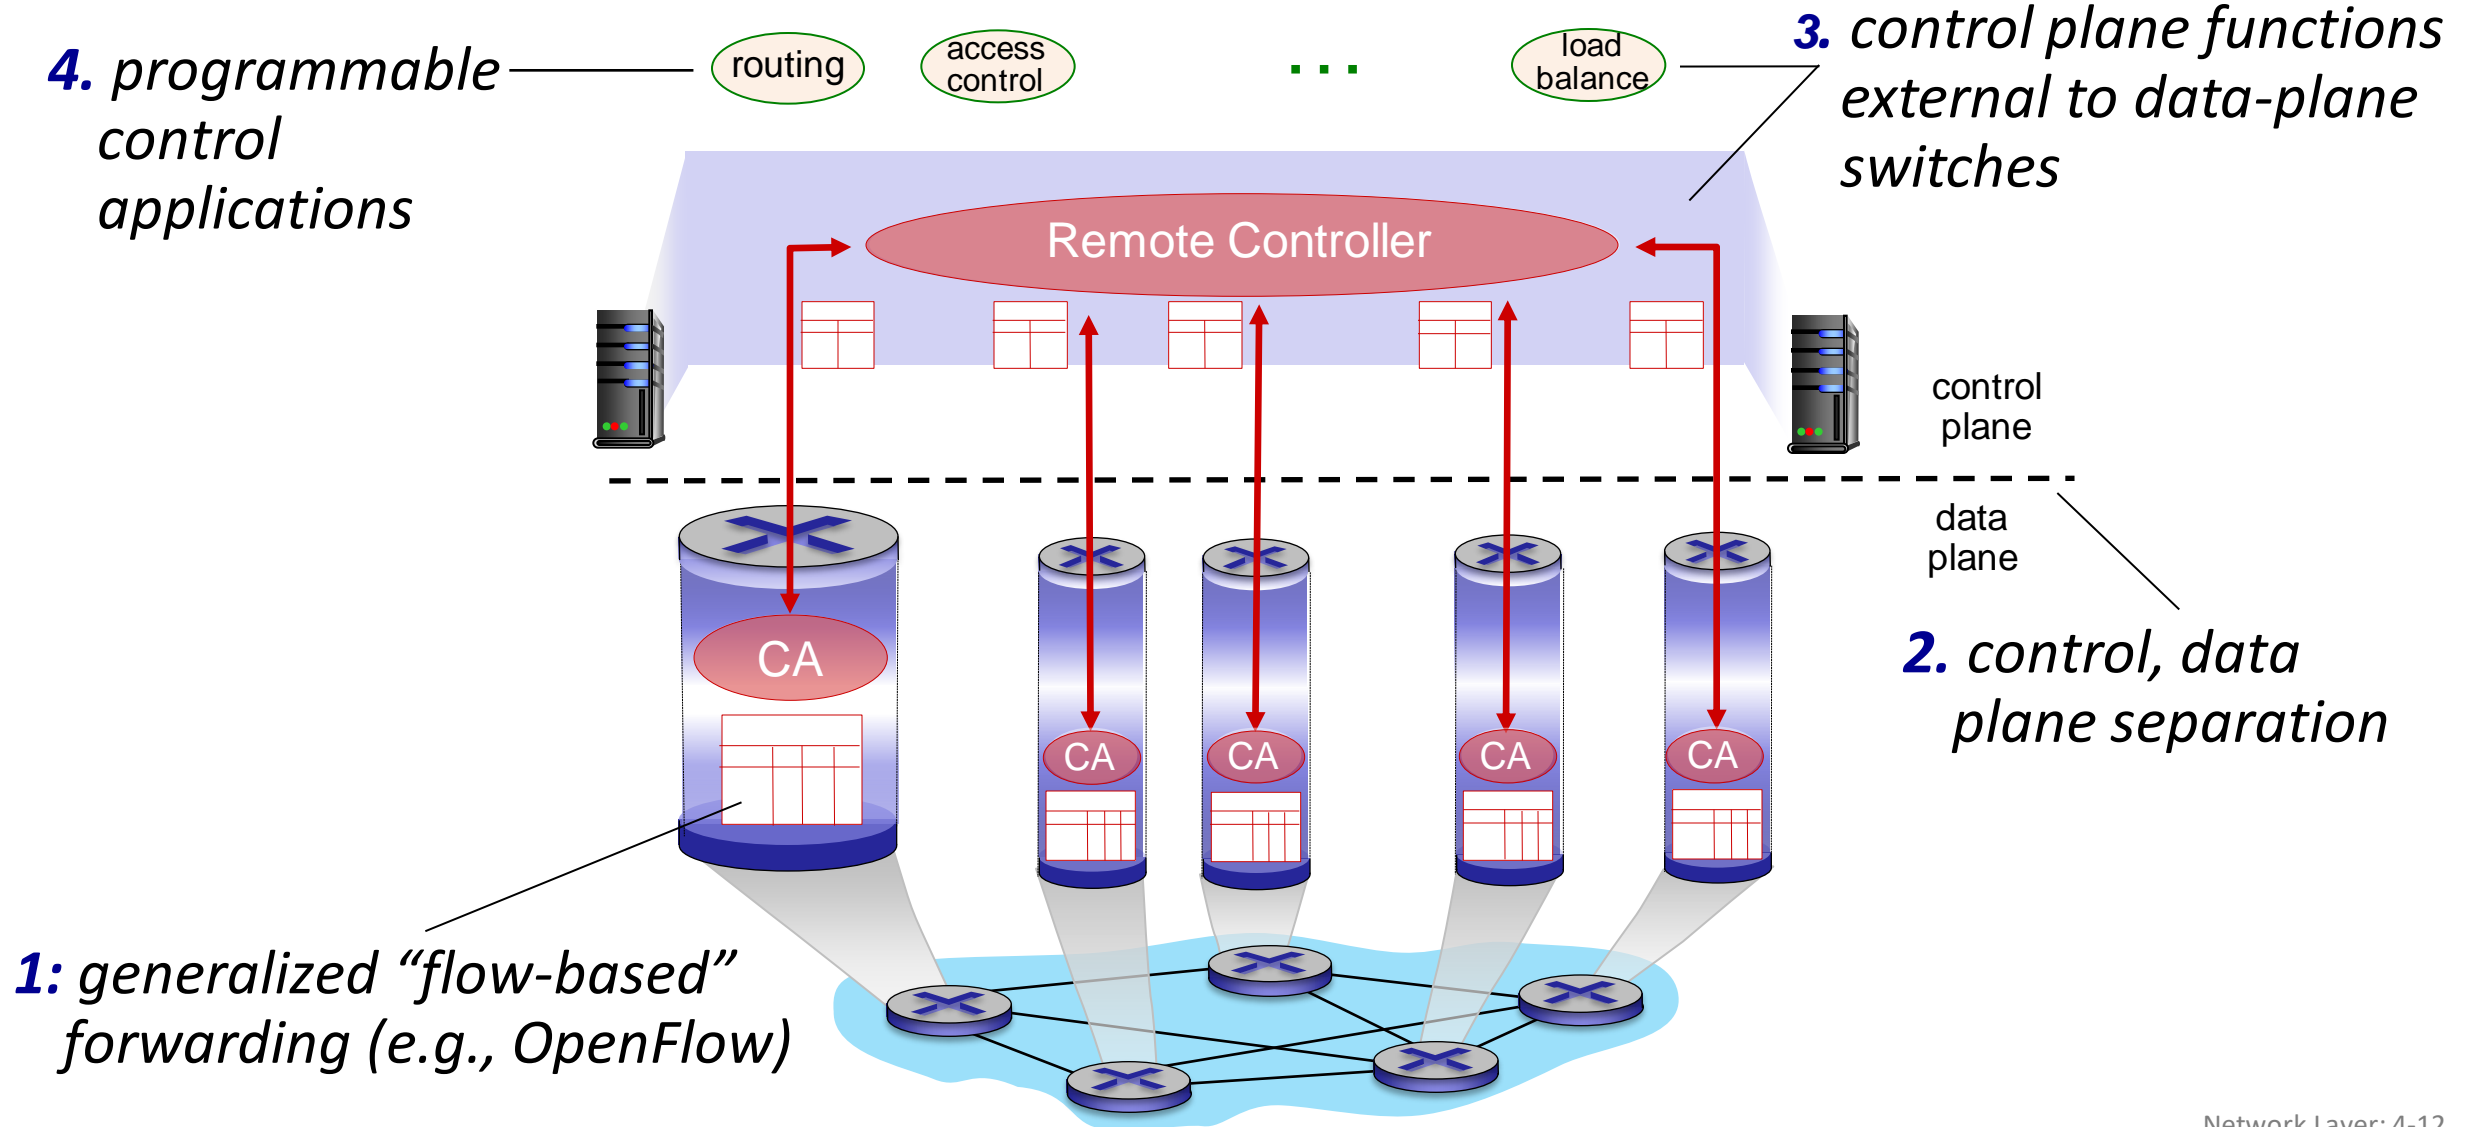 4. programmable
control
applications
routing
access
control
...
load
balance
3. control plane functions
external to data-plane
switches
Remote Controller
control
plane
data
plane
CA
CA
CA
CA
CA
2. control, data
plane separation
1: generalized “flow-based”
forwarding (e.g., OpenFlow)
Network Layer: 4-12